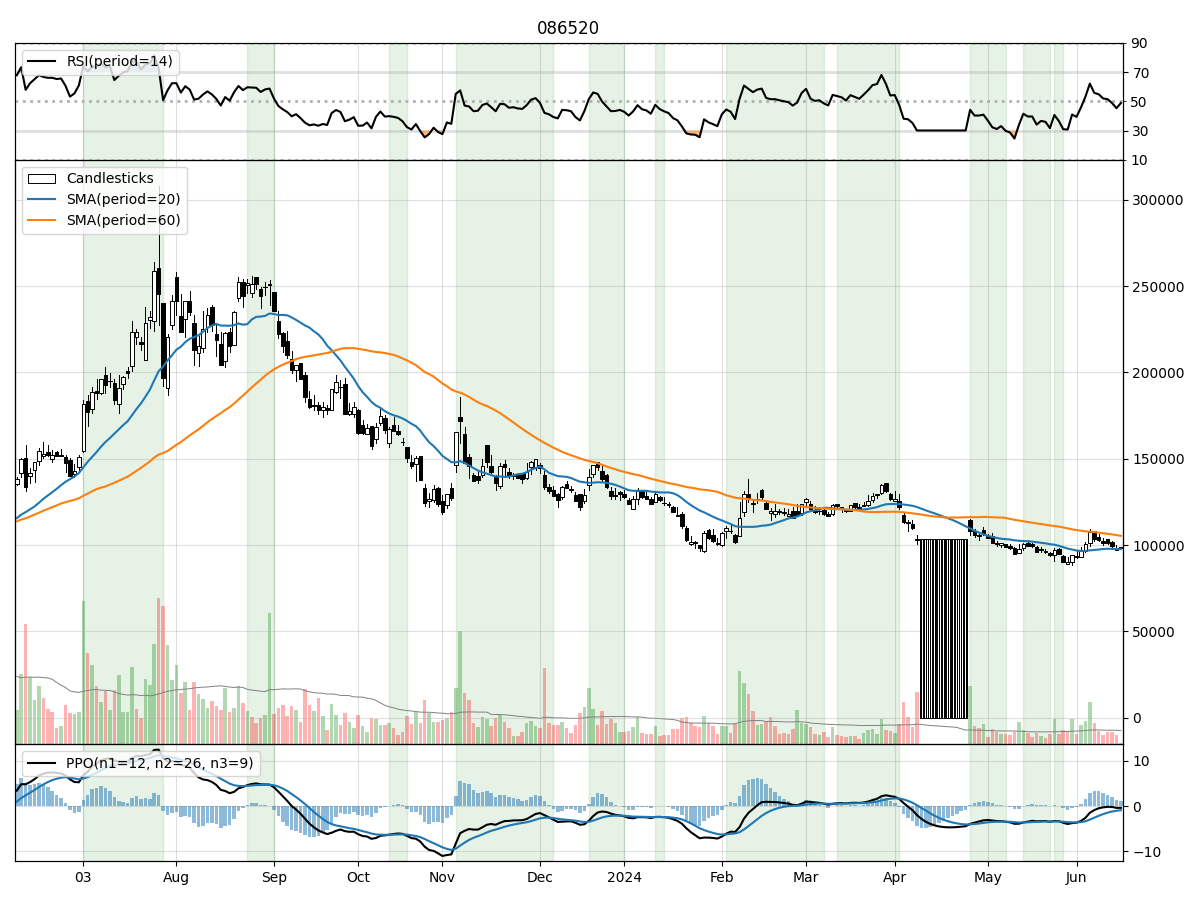 086520
RSI(period=14)
90
70
50
30
10
Candlesticks
SMA(period=20)
SMA(period=60)
300000
250000
200000
150000
100000
50000
0
PPO(n1=12, n2=26, n3=9)
10
0
−10
03 Aug Sep Oct Nov Dec 2024 Feb Mar Apr May Jun